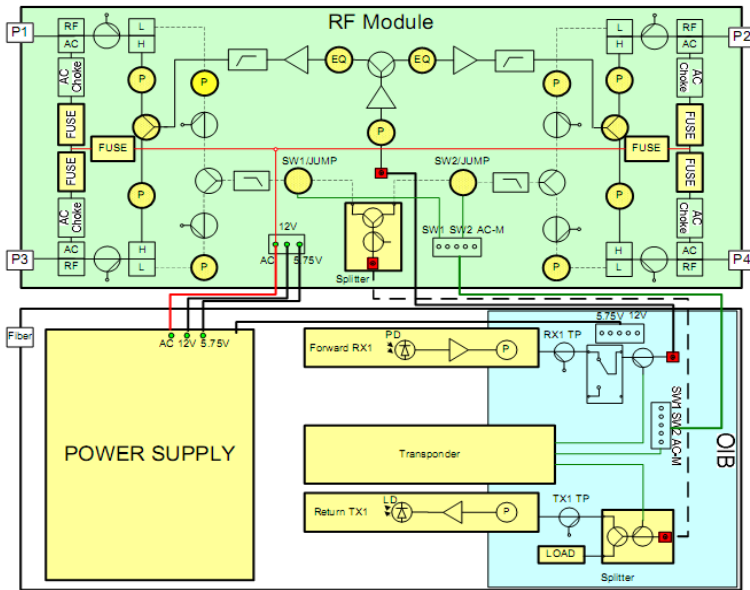 RF Module
P1
RF
AC
L
H
L
H
RF
AC
P2
AC Choke
P
P
EQ
EQ
P
P
AC Choke
FUSE
P
FUSE
FUSE
FUSE
FUSE
FUSE
SW1/JUMP
SW2/JUMP
AC Choke
P
P
AC Choke
12V
SW1 SW2 AC-M
P3
AC
RF
H
L
P
AC
5.75V
Splitter
P
H
L
AC
RF
P4
Fiber
AC 12V 5.75V
POWER SUPPLY
Forward RX1
PD
P
RX1 TP
5.75V 12V
SW1 SW2 AC-M
OIB
Transponder
Return TX1
LD
P
TX1 TP
LOAD
Splitter